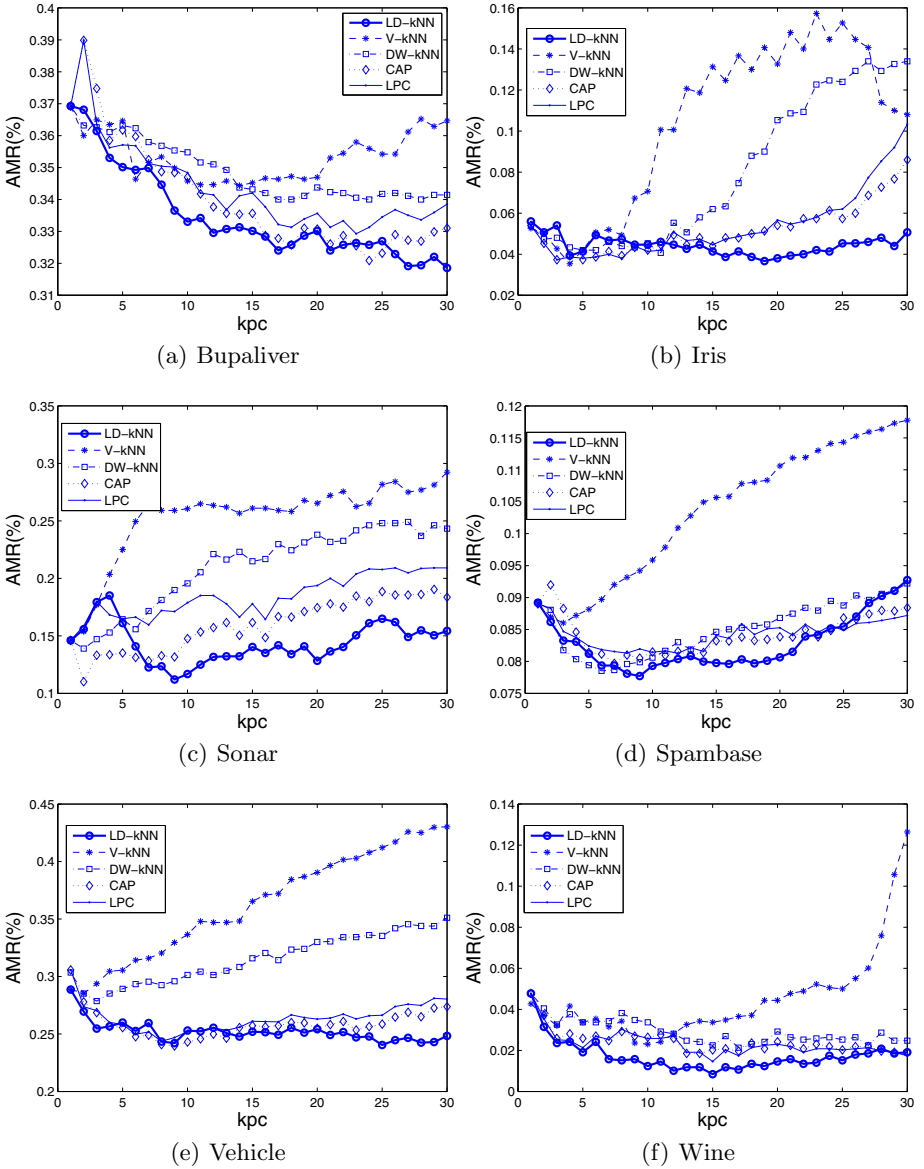 0.4
0.39
0.38
0.37
0.36
0.35
0.34
0.33
0.32
0.31
AMR(%)
LD−kNN
V−kNN
DW−kNN
CAP
LPC
0 5 10 15 20 25 30
kpc
(a) Bupaliver
0.16
0.14
0.12
0.1
0.08
0.06
0.04
0.02
AMR(%)
LD−kNN
V−kNN
DW−kNN
CAP
LPC
0 5 10 15 20 25 30
kpc
(b) Iris
0.35
0.3
0.25
0.2
0.15
0.1
AMR(%)
LD−kNN
V−kNN
DW−kNN
CAP
LPC
0 5 10 15 20 25 30
kpc
(c) Sonar
0.12
0.115
0.11
0.105
0.1
0.095
0.09
0.085
0.08
0.075
AMR(%)
LD−kNN
V−kNN
DW−kNN
CAP
LPC
0 5 10 15 20 25 30
kpc
(d) Spambase
0.45
0.4
0.35
0.3
0.25
0.2
AMR(%)
LD−kNN
V−kNN
DW−kNN
CAP
LPC
0 5 10 15 20 25 30
kpc
(e) Vehicle
0.14
0.12
0.1
0.08
0.06
0.04
0.02
0
AMR(%)
LD−kNN
V−kNN
DW−kNN
CAP
LPC
0 5 10 15 20 25 30
kpc
(f) Wine